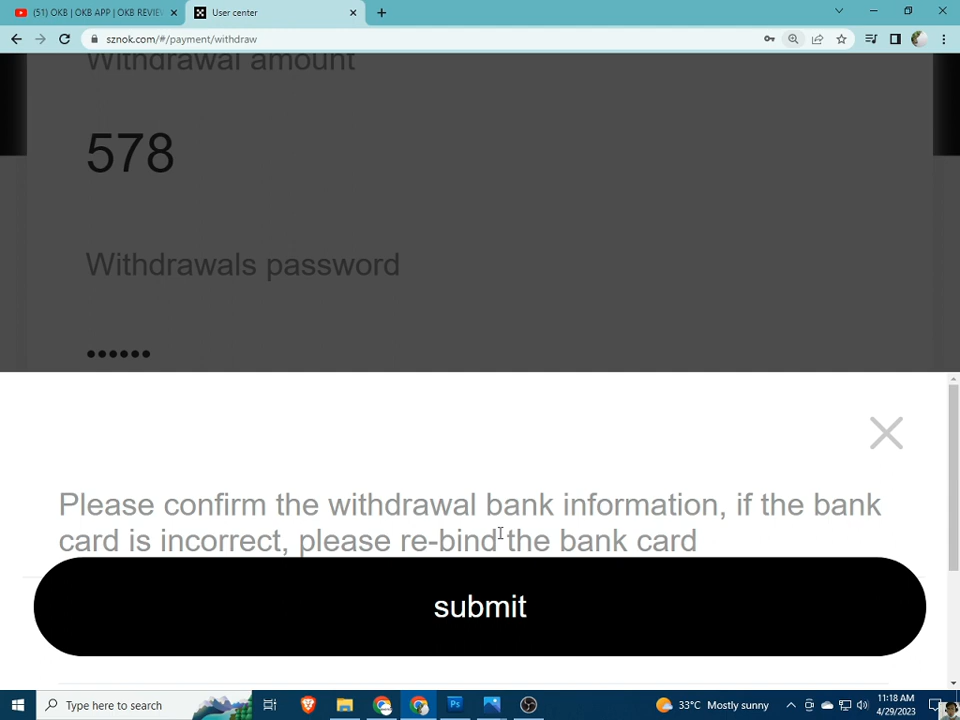 (51) OKB | OKB APP | OKB REVIE
User center
sznok.com/#/payment/withdraw
Withdrawal amount
578
Withdrawals password
••••••
Please confirm the withdrawal bank information, if the bank
card is incorrect, please re-bind the bank card
submit
Type here to search
Ps
33°C Mostly sunny
11:18 AM
4/29/2023